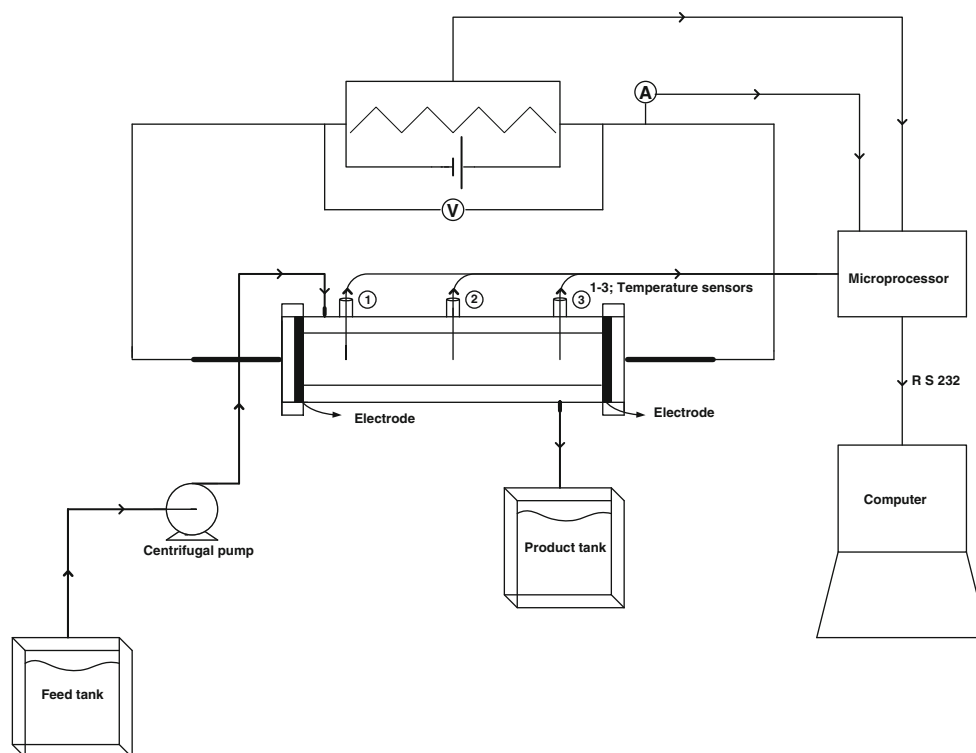 A
V
Microprocessor
1
2
3
1-3; Temperature sensors
R S 232
Electrode
Electrode
Computer
Centrifugal pump
Product tank
Feed tank